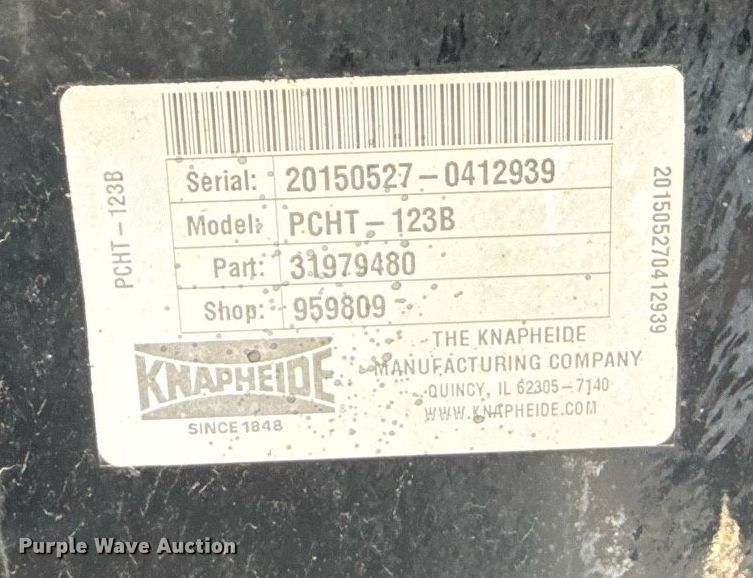 PCHT-123B
Serial: 20150527-0412939
Model: PCHT-123B
Part: 31979480
Shop: 959809
201505270412939
KNAPHEIDE
SINCE 1848
THE KNAPHEIDE
MANUFACTURING COMPANY
QUINCY, IL 62305-7140
WWW.KNAPHEIDE.COM
Purple Wave Auction